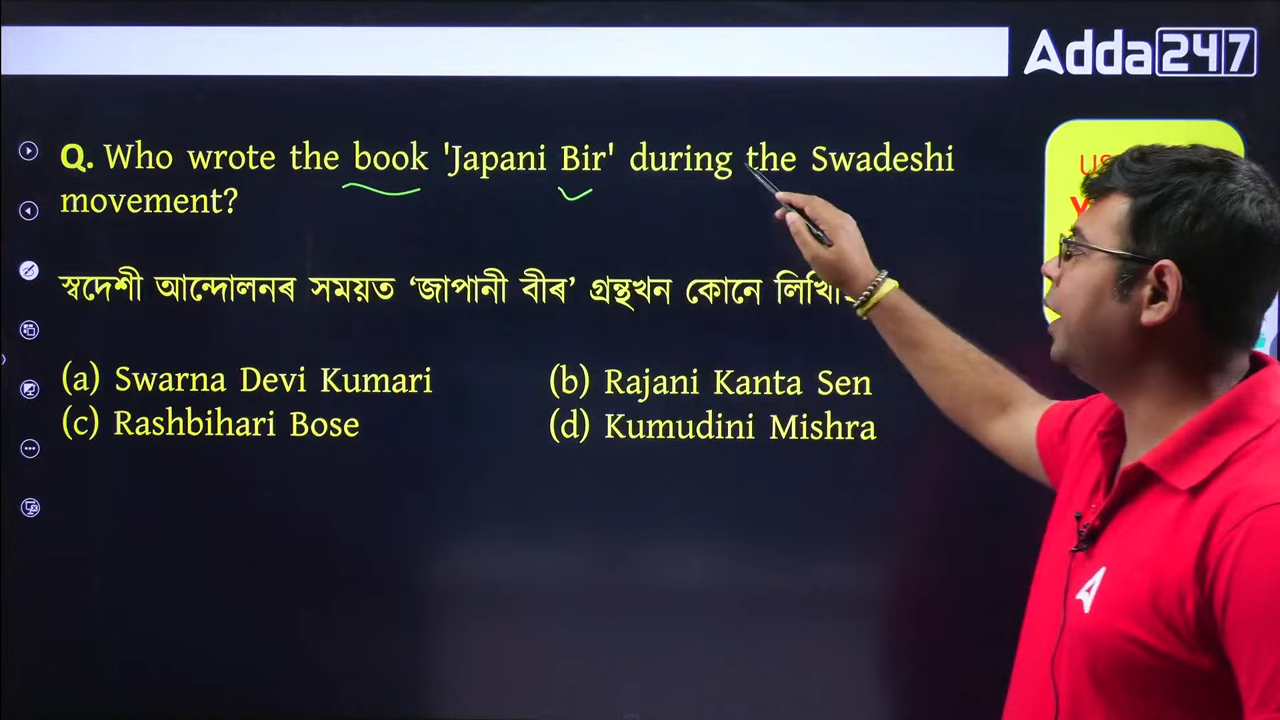 Adda247
Q. Who wrote the book 'Japani Bir' during the Swadeshi
movement?
স্বদেশী আন্দোলনৰ সময়ত ‘জাপানী বীৰ’ গ্ৰন্থখন কোনে
(a) Swarna Devi Kumari (b) Rajani Kanta Sen
(c) Rashbihari Bose (d) Kumudini Mishra